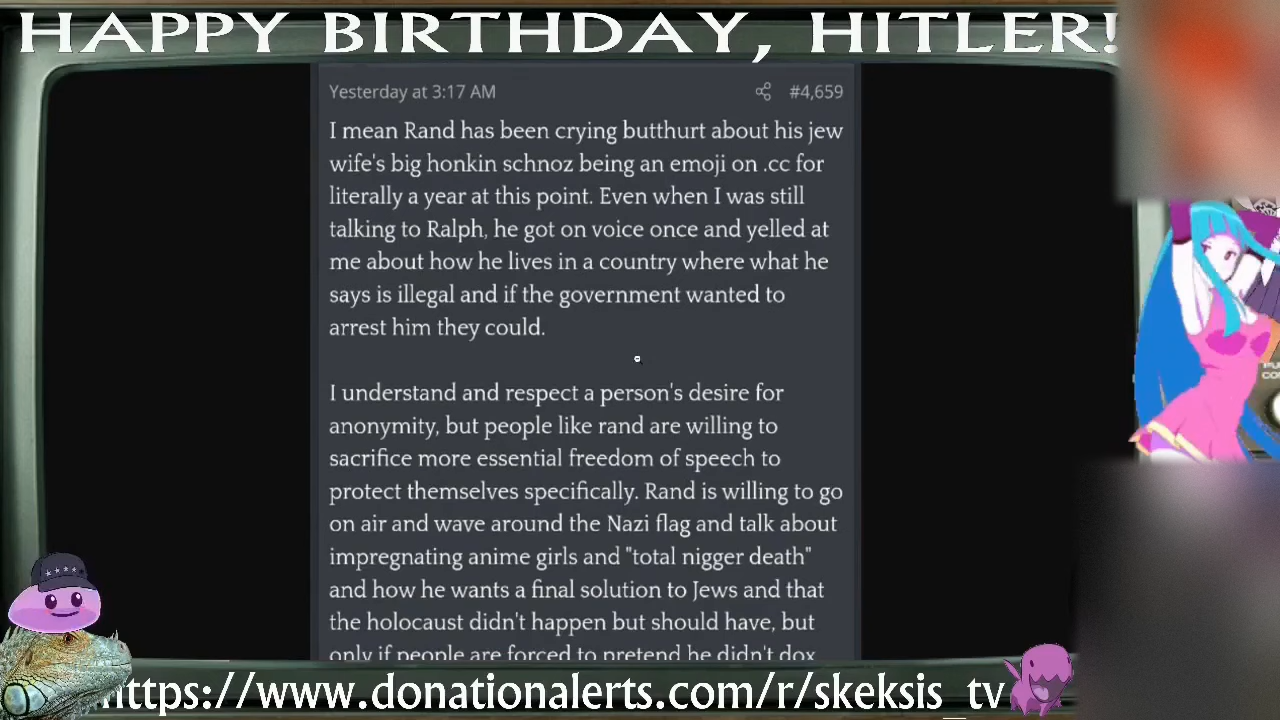 HAPPY BIRTHDAY, HITLER!
Yesterday at 3:17 AM #4,659
I mean Rand has been crying butthurt about his jew
wife's big honkin schnoz being an emoji on .cc for
literally a year at this point. Even when I was still
talking to Ralph, he got on voice once and yelled at
me about how he lives in a country where what he
says is illegal and if the government wanted to
arrest him they could.
I understand and respect a person's desire for
anonymity, but people like rand are willing to
sacrifice more essential freedom of speech to
protect themselves specifically. Rand is willing to go
on air and wave around the Nazi flag and talk about
impregnating anime girls and "total nigger death"
and how he wants a final solution to Jews and that
the holocaust didn't happen but should have, but
only if people are forced to pretend he didn't dox
https://www.donationalerts.com/r/skeksis_tv